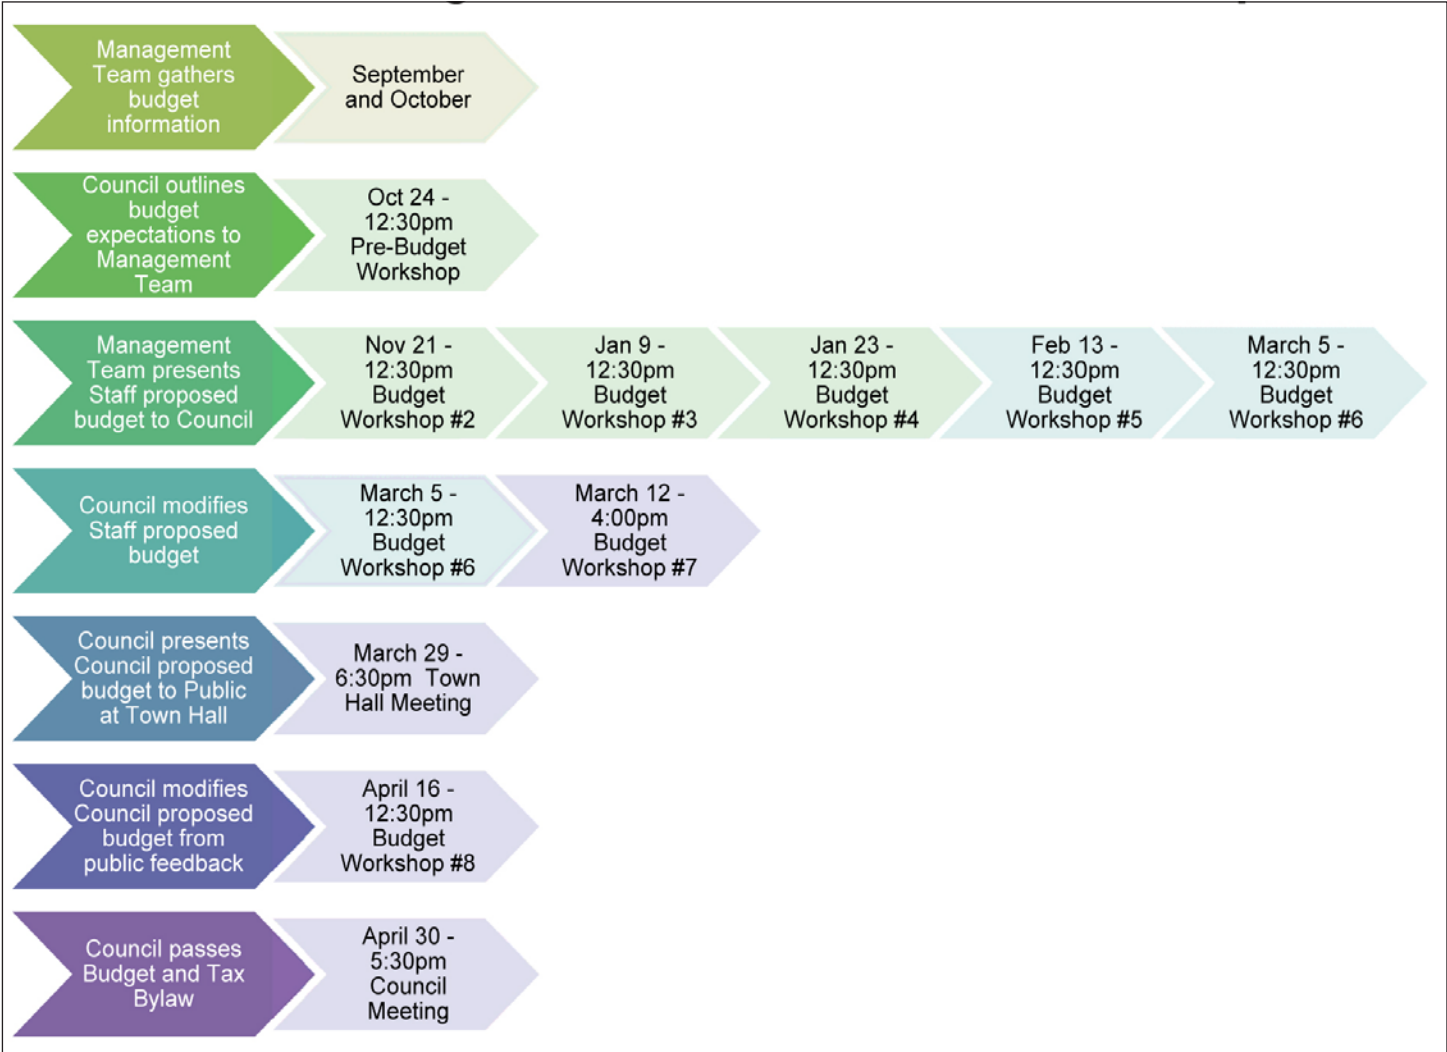 Management
Team gathers
budget
information
September
and October
Council outlines
budget
expectations to
Management
Team
Oct 24 -
12:30pm
Pre-Budget
Workshop
Management
Team presents
Staff proposed
budget to Council
Nov 21 -
12:30pm
Budget
Workshop #2
Jan 9 -
12:30pm
Budget
Workshop #3
Jan 23 -
12:30pm
Budget
Workshop #4
Feb 13 -
12:30pm
Budget
Workshop #5
March 5 -
12:30pm
Budget
Workshop #6
Council modifies
Staff proposed
budget
March 5 -
12:30pm
Budget
Workshop #6
March 12 -
4:00pm
Budget
Workshop #7
Council presents
Council proposed
budget to Public
at Town Hall
March 29 -
6:30pm  Town
Hall Meeting
Council modifies
Council proposed
budget from
public feedback
April 16 -
12:30pm
Budget
Workshop #8
Council passes
Budget and Tax
Bylaw
April 30 -
5:30pm
Council
Meeting